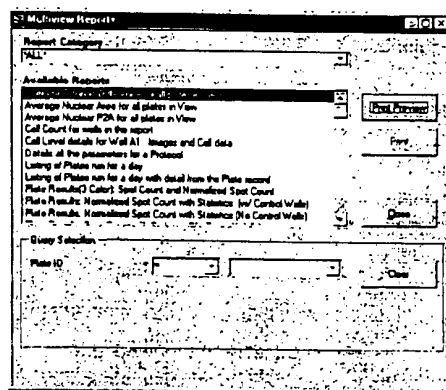 Multiview Reports
Report Category
"ALL"
Available Reports
Average Nuclear Area for all plates in View
Average Nuclear P2A for all plates in View
Cell Count for wells in the report
Cell Level details for Well A1 Images and Cell data
Details all the parameters for a Protocol
Listing of Plates run for a day
Listing of Plates run for a day with detail from the Plate record
Plate Results(3 Color): Spot Count and Normalized Spot Count
Plate Results: Normalized Spot Count with Statistics (w/ Control Wells)
Plate Results: Normalized Spot Count with Statistics (No Control Wells)
Print Preview
Print
Close
Query Selection
Plate ID
=
Clear